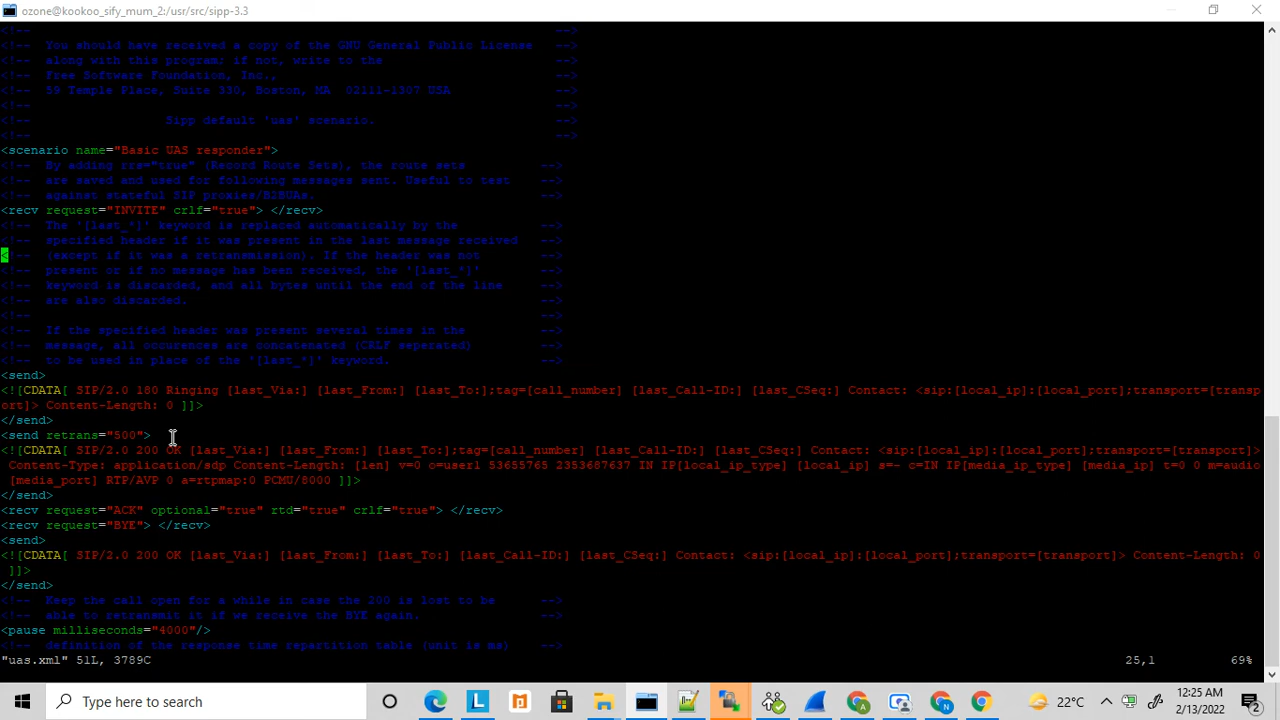 ozone@kookoo_sify_mum_2:/usr/src/sipp-3.3
<!-- -->
<!-- You should have received a copy of the GNU General Public License -->
<!-- along with this program; if not, write to the -->
<!-- Free Software Foundation, Inc., -->
<!-- 59 Temple Place, Suite 330, Boston, MA 02111-1307 USA -->
<!-- -->
<!-- Sipp default 'uas' scenario. -->
<!-- -->
<scenario name="Basic UAS responder">
<!-- By adding rrs="true" (Record Route Sets), the route sets -->
<!-- are saved and used for following messages sent. Useful to test -->
<!-- against stateful SIP proxies/B2BUAs. -->
<recv request="INVITE" crlf="true"> </recv>
<!-- The '[last_*]' keyword is replaced automatically by the -->
<!-- specified header if it was present in the last message received -->
<!-- (except if it was a retransmission). If the header was not -->
<!-- present or if no message has been received, the '[last_*]' -->
<!-- keyword is discarded, and all bytes until the end of the line -->
<!-- are also discarded. -->
<!-- -->
<!-- If the specified header was present several times in the -->
<!-- message, all occurences are concatenated (CRLF seperated) -->
<!-- to be used in place of the '[last_*]' keyword. -->
<send>
<![CDATA[ SIP/2.0 180 Ringing [last_Via:] [last_From:] [last_To:];tag=[call_number] [last_Call-ID:] [last_CSeq:] Contact: <sip:[local_ip]:[local_port];transport=[transp
ort]> Content-Length: 0 ]]>
</send>
<send retrans="500">
<![CDATA[ SIP/2.0 200 OK [last_Via:] [last_From:] [last_To:];tag=[call_number] [last_Call-ID:] [last_CSeq:] Contact: <sip:[local_ip]:[local_port];transport=[transport]>
Content-Type: application/sdp Content-Length: [len] v=0 o=user1 53655765 2353687637 IN IP[local_ip_type] [local_ip] s=- c=IN IP[media_ip_type] [media_ip] t=0 0 m=audio
[media_port] RTP/AVP 0 a=rtpmap:0 PCMU/8000 ]]>
</send>
<recv request="ACK" optional="true" rtd="true" crlf="true"> </recv>
<recv request="BYE"> </recv>
<send>
<![CDATA[ SIP/2.0 200 OK [last_Via:] [last_From:] [last_To:] [last_Call-ID:] [last_CSeq:] Contact: <sip:[local_ip]:[local_port];transport=[transport]> Content-Length: 0
]]>
</send>
<!-- Keep the call open for a while in case the 200 is lost to be -->
<!-- able to retransmit it if we receive the BYE again. -->
<pause milliseconds="4000"/>
<!-- definition of the response time repartition table (unit is ms) -->
"uas.xml" 51L, 3789C 25,1 69%
Type here to search
22°C
12:25 AM
2/13/2022
2